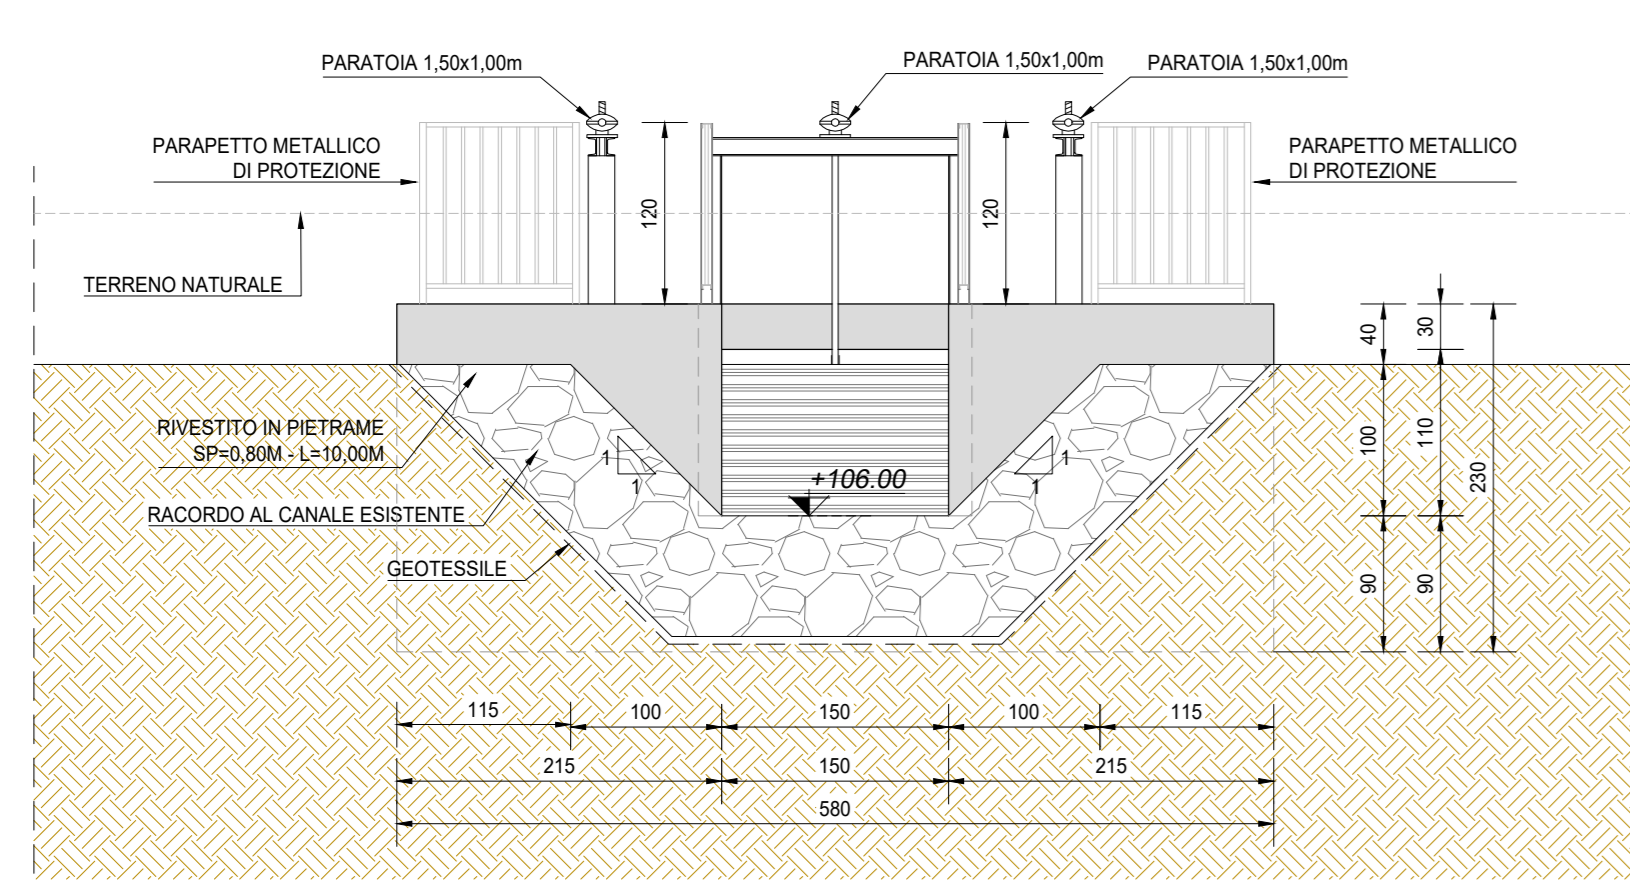 PARATOIA 1,50x1,00m
PARATOIA 1,50x1,00m
PARATOIA 1,50x1,00m
PARAPETTO METALLICO
DI PROTEZIONE
PARAPETTO METALLICO
DI PROTEZIONE
120
120
TERRENO NATURALE
40
30
RIVESTITO IN PIETRAME
SP=0,80M - L=10,00M
1
1
1
1
100
110
230
+106.00
RACORDO AL CANALE ESISTENTE
GEOTESSILE
90
90
115
100
150
100
115
215
150
215
580